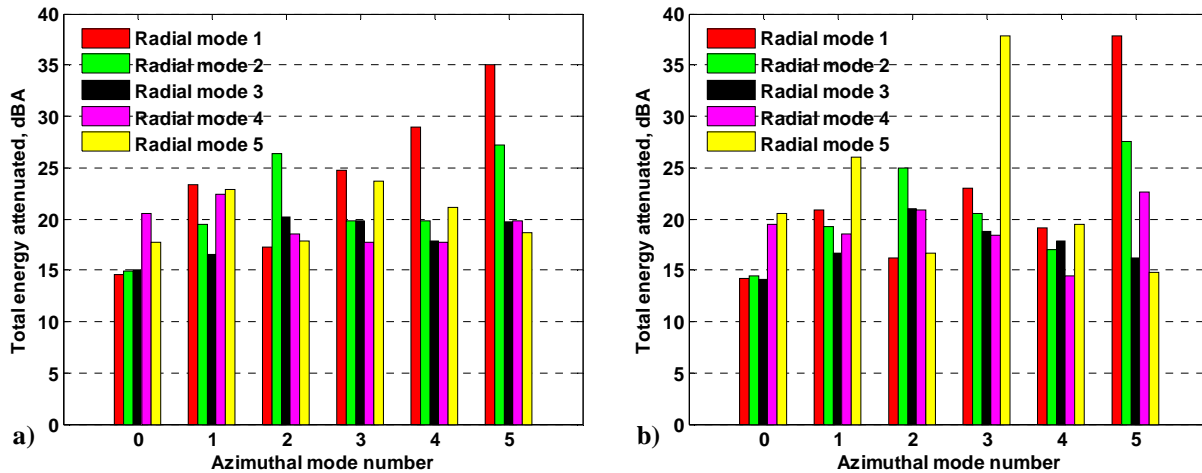 40
35
30
25
20
15
10
5
0
Total energy attenuated, dBA
Radial mode 1
Radial mode 2
Radial mode 3
Radial mode 4
Radial mode 5
0 1 2 3 4 5
Azimuthal mode number
a)
40
35
30
25
20
15
10
5
0
Total energy attenuated, dBA
Radial mode 1
Radial mode 2
Radial mode 3
Radial mode 4
Radial mode 5
0 1 2 3 4 5
Azimuthal mode number
b)